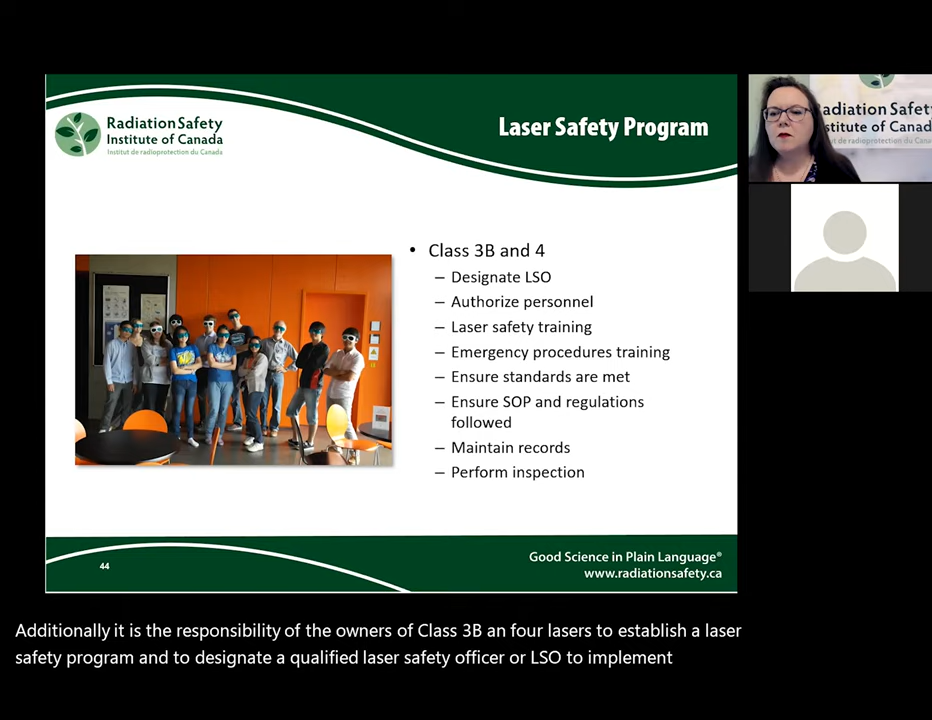 Radiation Safety
Institute of Canada
Institut de radioprotection du Canada
Laser Safety Program
• Class 3B and 4
– Designate LSO
– Authorize personnel
– Laser safety training
– Emergency procedures training
– Ensure standards are met
– Ensure SOP and regulations
followed
– Maintain records
– Perform inspection
Good Science in Plain Language®
www.radiationsafety.ca
44
adiation Safet
stitute of Canad
Additionally it is the responsibility of the owners of Class 3B an four lasers to establish a laser
safety program and to designate a qualified laser safety officer or LSO to implement